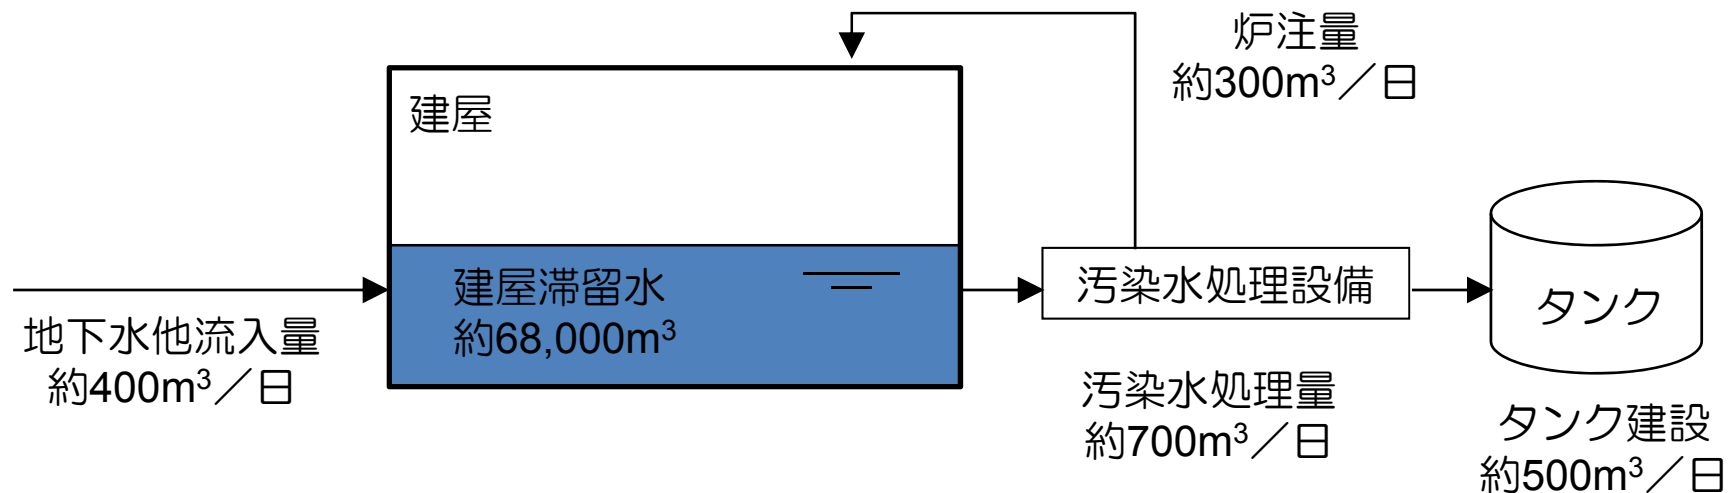 炉注量
約300m³／日
建屋
建屋滞留水
約68,000m³
汚染水処理設備
タンク
地下水他流入量
約400m³／日
汚染水処理量
約700m³／日
タンク建設
約500m³／日